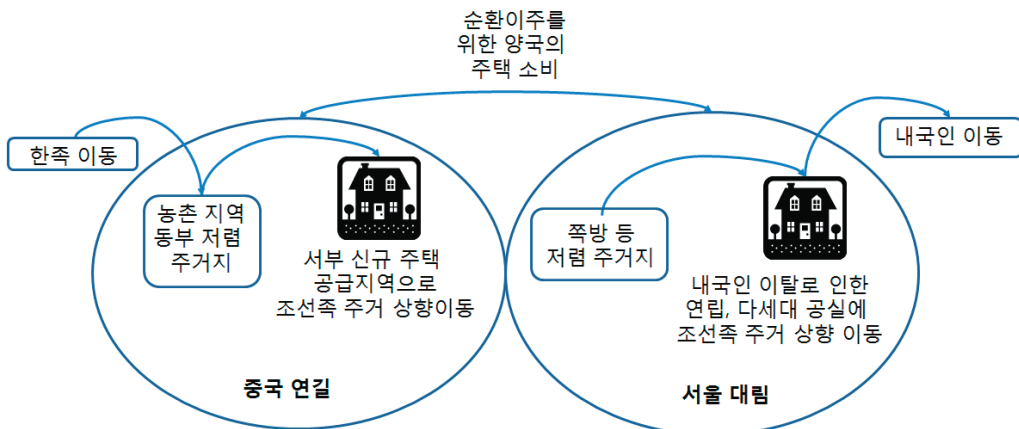 순환이주를
위한 양국의
주택 소비
한족 이동
내국인 이동
농촌 지역
동부 저렴
주거지
서부 신규 주택
공급지역으로
조선족 주거 상향이동
중국 연길
쪽방 등
저렴 주거지
내국인 이탈로 인한
연립, 다세대 공실에
조선족 주거 상향 이동
서울 대림